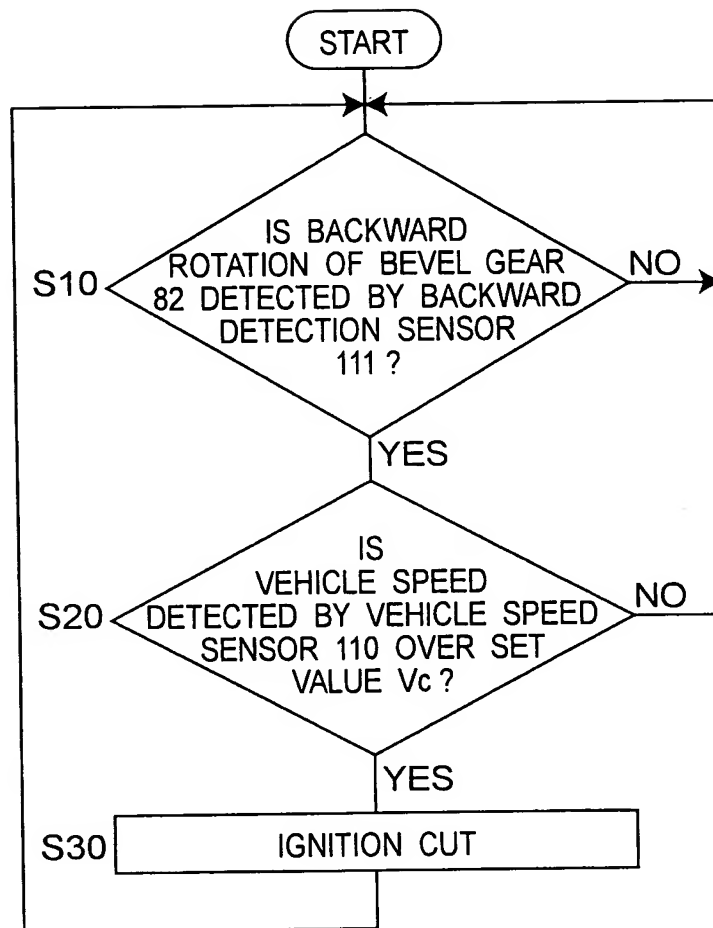 START
IS BACKWARD
ROTATION OF BEVEL GEAR
82 DETECTED BY BACKWARD
DETECTION SENSOR
111 ?
S10
NO
YES
IS
VEHICLE SPEED
DETECTED BY VEHICLE SPEED
SENSOR 110 OVER SET
VALUE Vc ?
S20
NO
YES
S30
IGNITION CUT